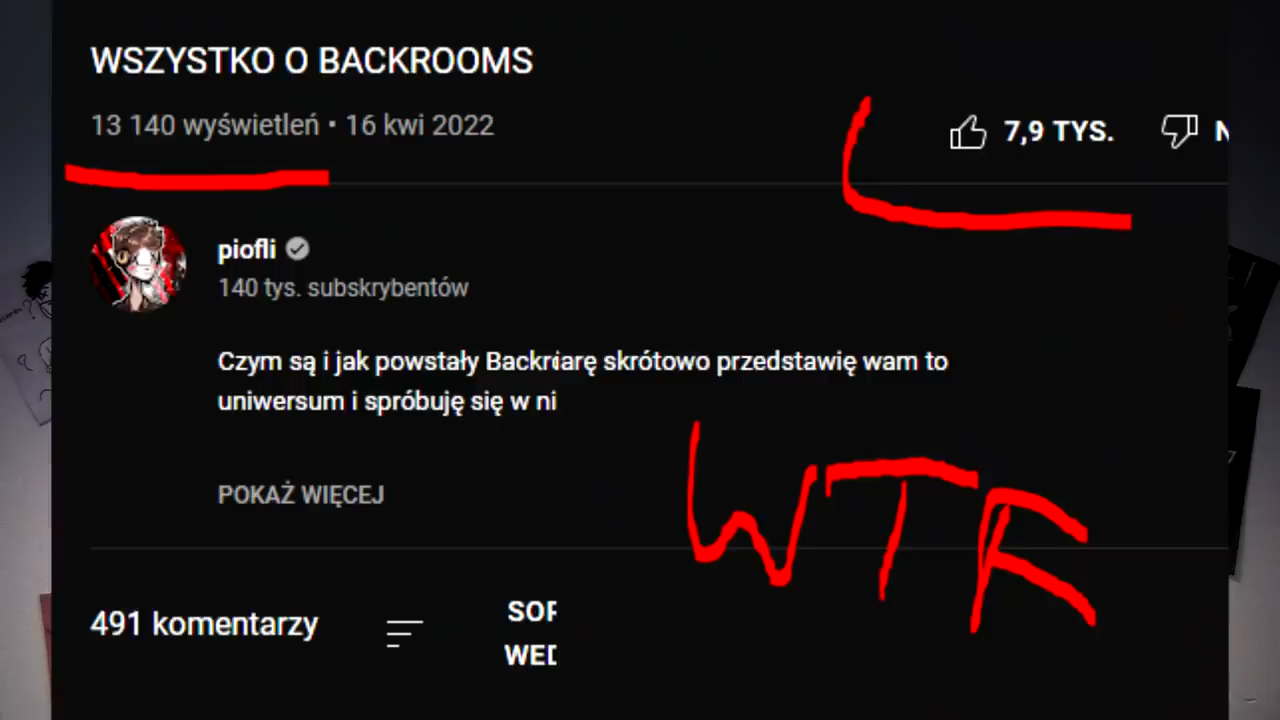 WSZYSTKO O BACKROOMS
13 140 wyświetleń • 16 kwi 2022
7,9 TYS.
piofli
140 tys. subskrybentów
Czym są i jak powstały Backriarę skrótowo przedstawię wam to
uniwersum i spróbuję się w ni
POKAŻ WIĘCEJ
WTF
491 komentarzy
SOR
WED